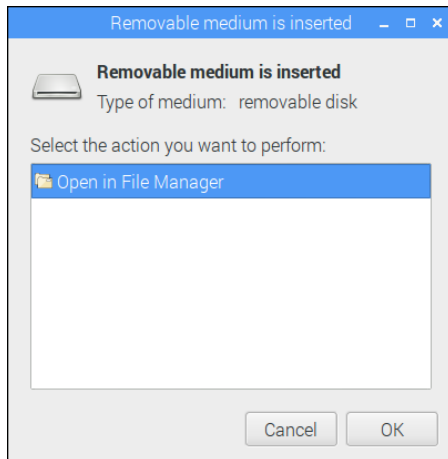 Removable medium is inserted
Removable medium is inserted
Type of medium: removable disk
Select the action you want to perform:
Open in File Manager
Cancel OK